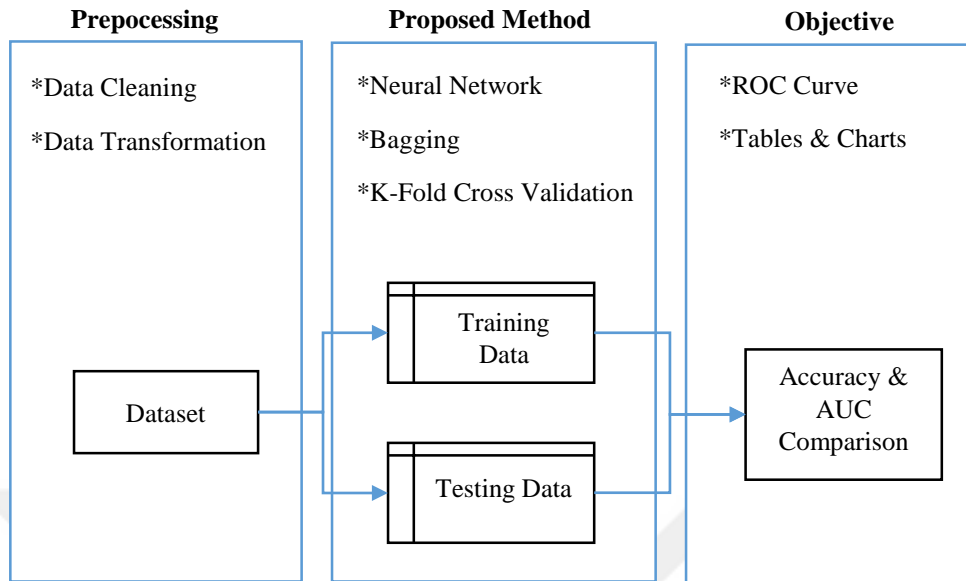 Prepocessing
*Data Cleaning
*Data Transformation
Dataset
Proposed Method
*Neural Network
*Bagging
*K-Fold Cross Validation
Training
Data
Testing Data
Objective
*ROC Curve
*Tables & Charts
Accuracy &
AUC
Comparison